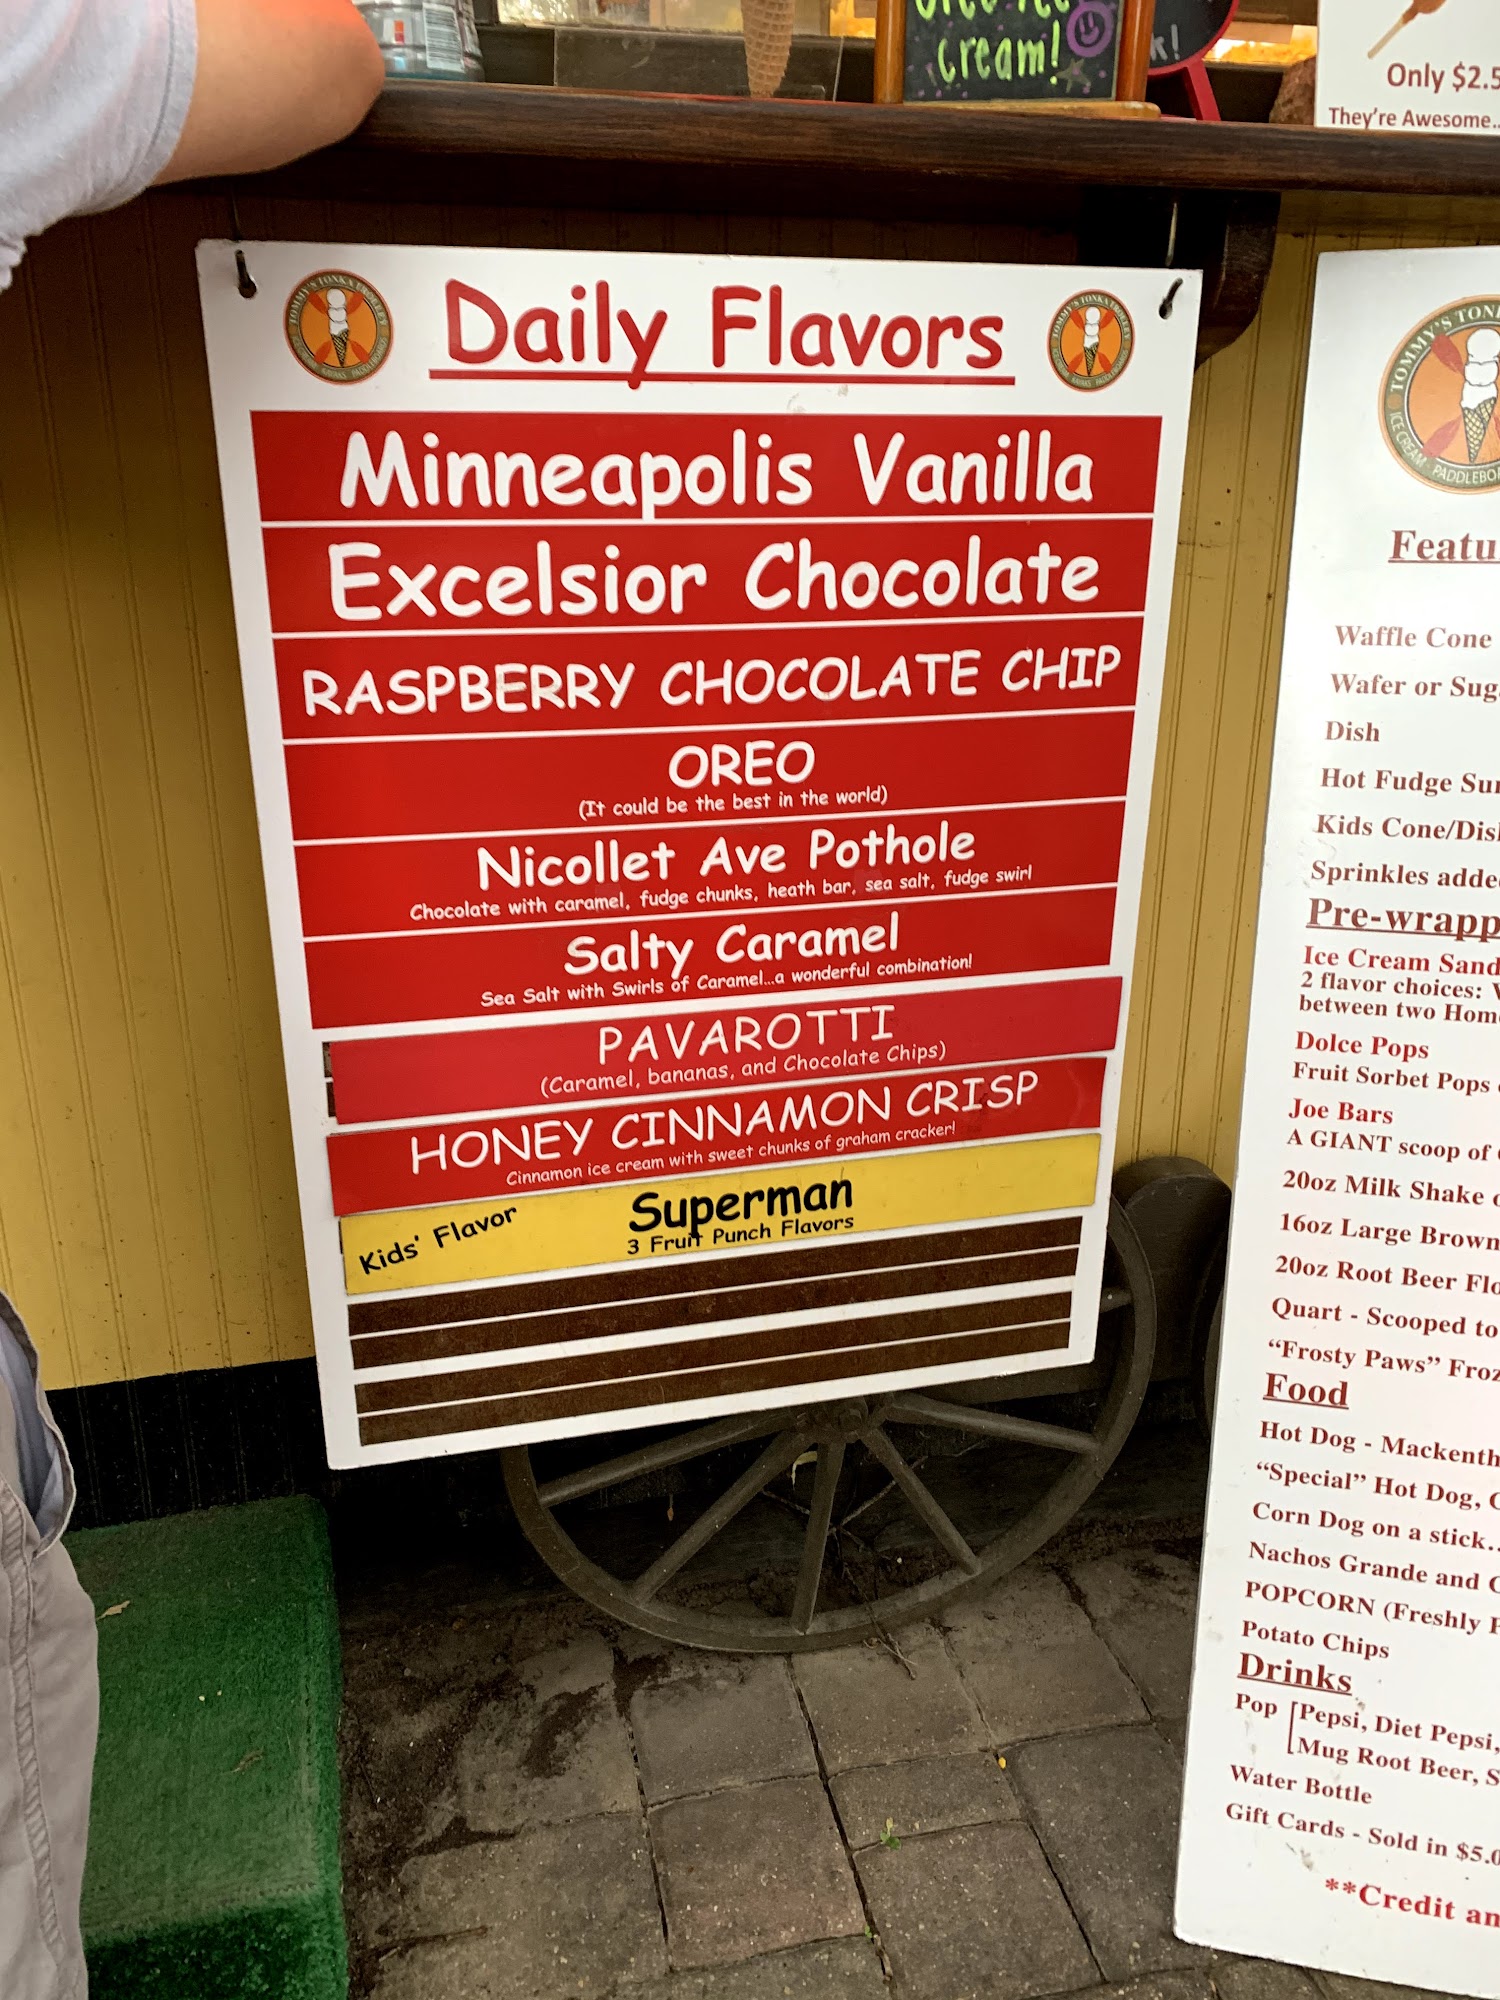 cream!
Only $2.5
They're Awesome..
Daily Flavors
Minneapolis Vanilla
Excelsior Chocolate
RASPBERRY CHOCOLATE CHIP
OREO
(It could be the best in the world)
Nicollet Ave Pothole
Chocolate with caramel, fudge chunks, heath bar, sea salt, fudge swirl
Salty Caramel
Sea Salt with Swirls of Caramel...a wonderful combination!
PAVAROTTI
(Caramel, bananas, and Chocolate Chips)
HONEY CINNAMON CRISP
Cinnamon ice cream with sweet chunks of graham cracker!
Kids' Flavor
Superman
3 Fruit Punch Flavors
TOMMY'S TON
ICE CREAM
PADDLEBO
Featu
Waffle Cone
Wafer or Sug
Dish
Hot Fudge Su
Kids Cone/Dis
Sprinkles adde
Pre-wrapp
Ice Cream Sand
2 flavor choices: V
between two Hom
Dolce Pops
Fruit Sorbet Pops
Joe Bars
A GIANT scoop of
20oz Milk Shake
16oz Large Brown
20oz Root Beer Flo
Quart - Scooped to
"Frosty Paws" Froz
Food
Hot Dog - Mackenth
"Special" Hot Dog, C
Corn Dog on a stick..
Nachos Grande and
POPCORN (Freshly P
Potato Chips
Drinks
Pop [Pepsi, Diet Pepsi,
Mug Root Beer, S
Water Bottle
Gift Cards - Sold in $5.0
**Credit an